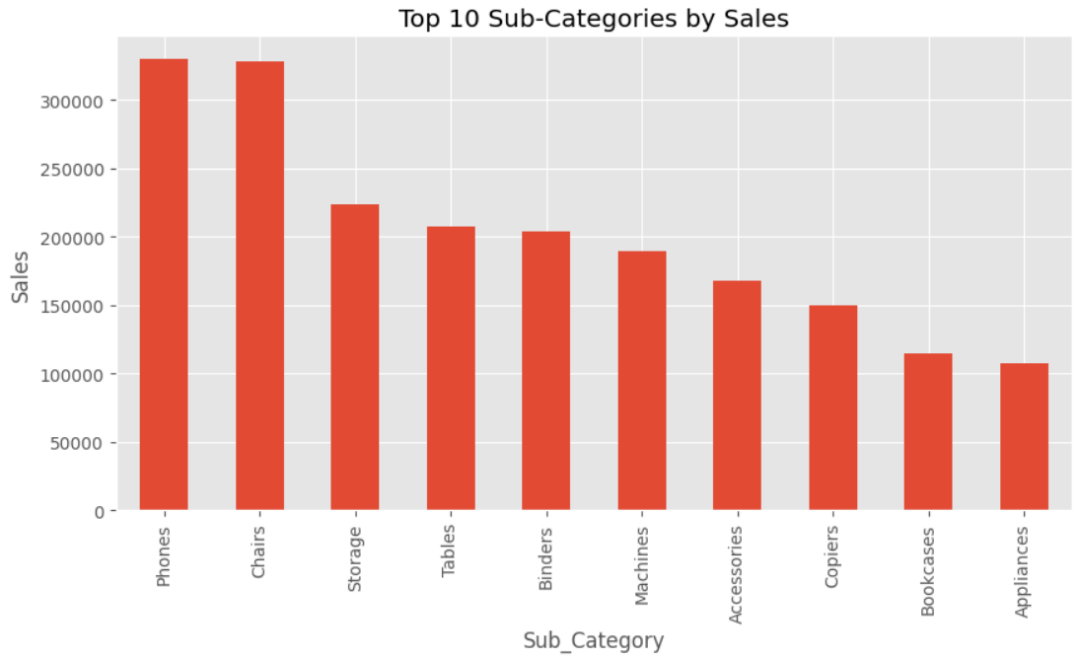 Top 10 Sub-Categories by Sales
Sales
300000
250000
200000
150000
100000
50000
0
Phones
Chairs
Storage
Tables
Binders
Machines
Accessories
Copiers
Bookcases
Appliances
Sub_Category